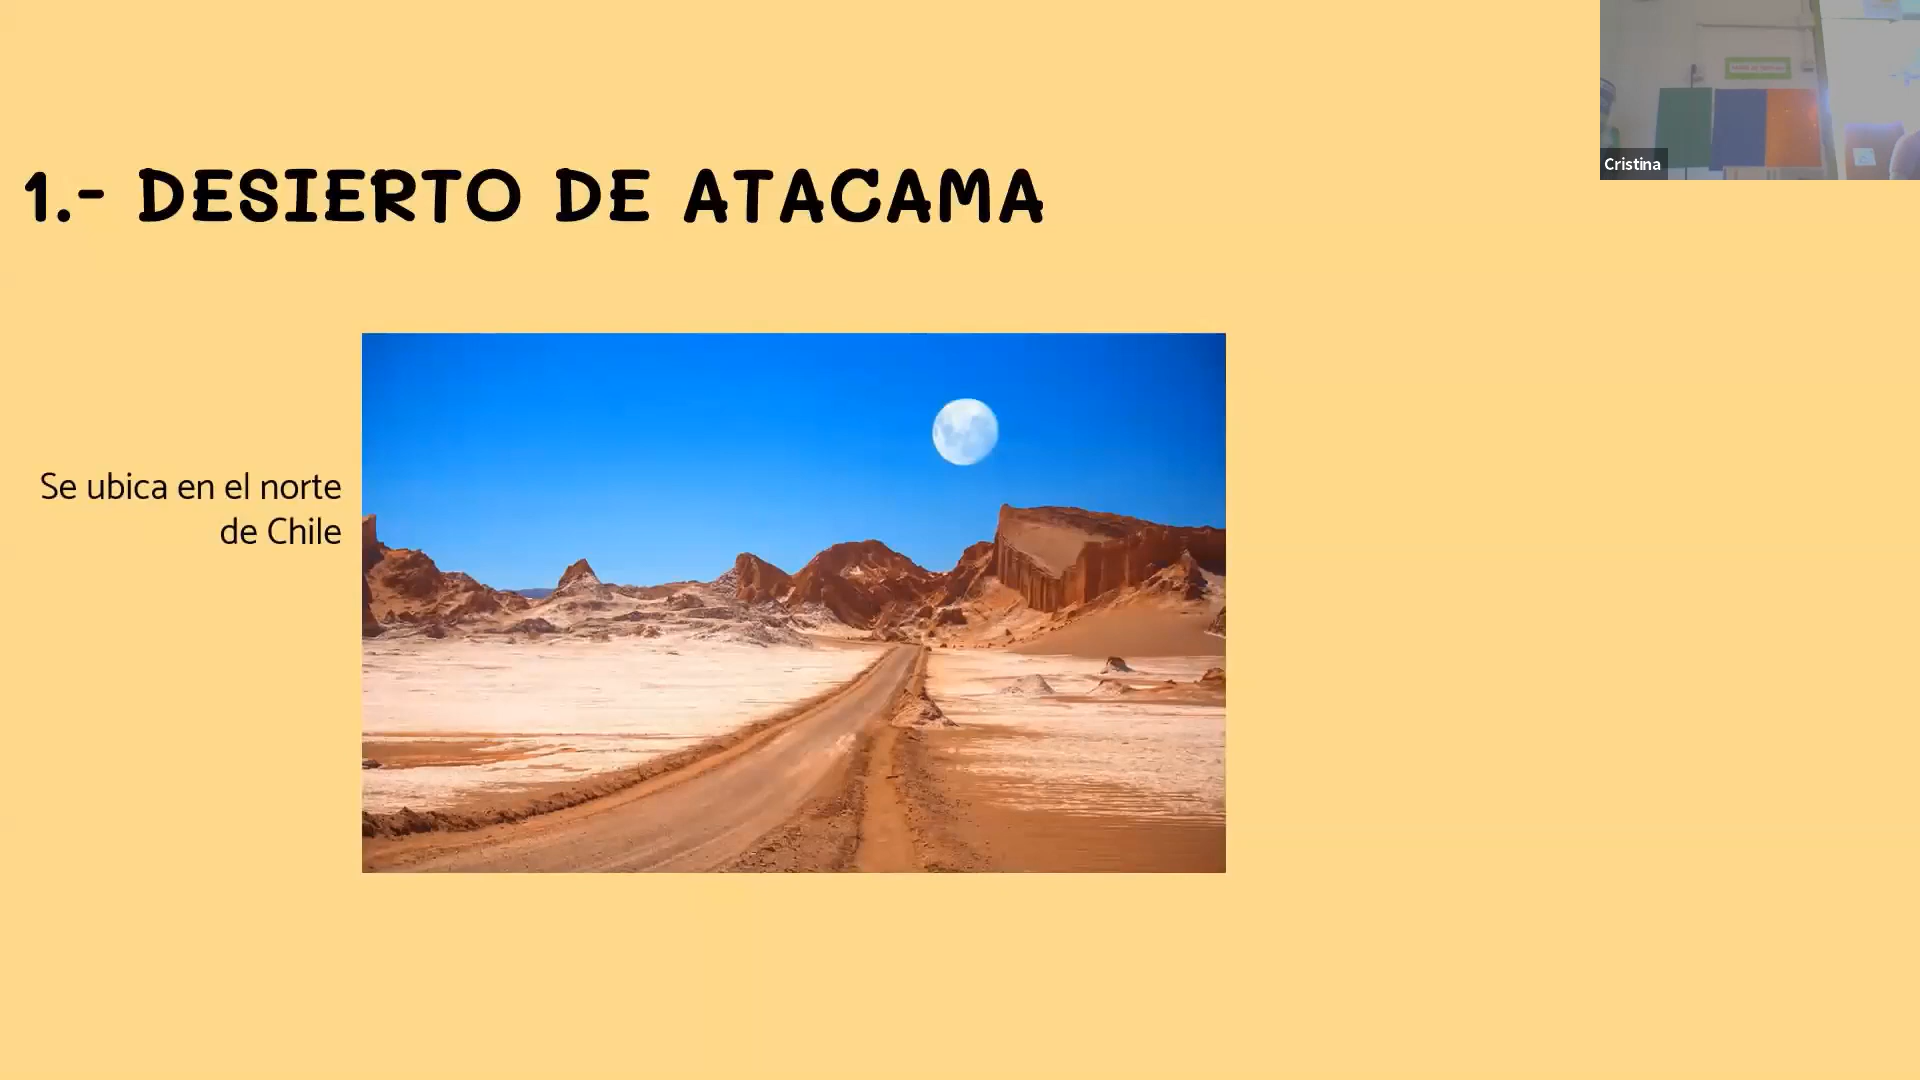 1.- DESIERTO DE ATACAMA
Se ubica en el norte
de Chile
Cristina